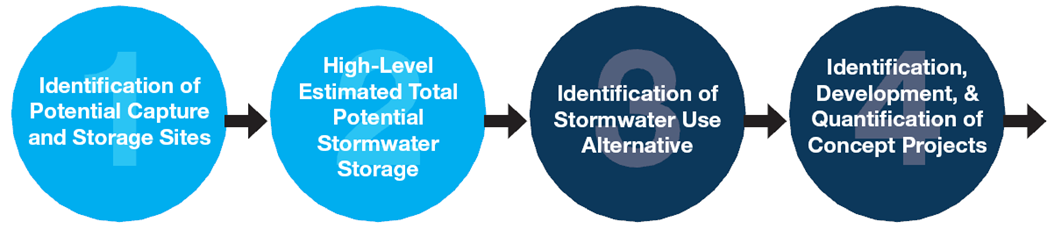 1
Identification of
Potential Capture
and Storage Sites
2
High-Level
Estimated Total
Potential
Stormwater
Storage
3
Identification of
Stormwater Use
Alternative
4
Identification,
Development, &
Quantification of
Concept Projects